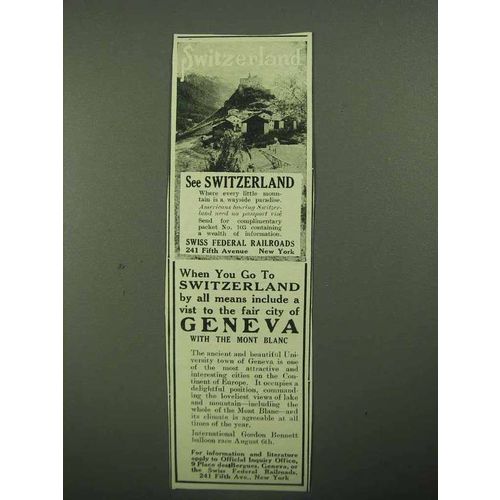 Switzerland
See SWITZERLAND
Where every little moun-
tain is a wayside paradise.
Americans touring Switzer-
land need no passport visé
Send for complimentary
packet No. 103 containing
a wealth of information.
SWISS FEDERAL RAILROADS
241 Fifth Avenue New York
When You Go To
SWITZERLAND
by all means include a
vist to the fair city of
GENEVA
WITH THE MONT BLANC
The ancient and beautiful Uni-
versity town of Geneva is one
of the most attractive and
interesting cities on the Con-
tinent of Europe. It occupies a
delightful position, command-
ing the loveliest views of lake
and mountain—including the
whole of the Mont Blanc—and
its climate is agreeable at all
times of the year.
International Gordon Bennett
balloon race August 6th.
For information and literature
apply to Official Inquiry Office,
9 Place des Bergues, Geneva, or
the Swiss Federal Railroads,
241 Fifth Ave., New York